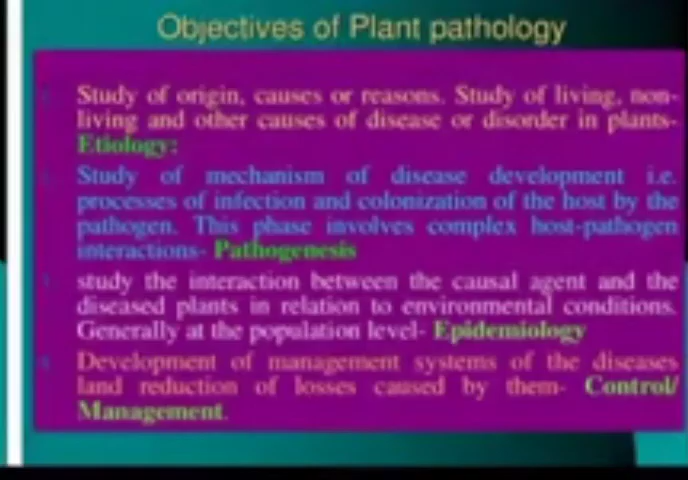 Objectives of Plant pathology
Study of origin, causes or reasons. Study of living, non-
living and other causes of disease or disorder in plants-
Etiology:
Study of mechanism of disease development i.e.
processes of infection and colonization of the host by the
pathogen. This phase involves complex host-pathogen
interactions- Pathogenesis
study the interaction between the causal agent and the
diseased plants in relation to environmental conditions.
Generally at the population level- Epidemiology
Development of management systems of the diseases
land reduction of losses caused by them- Control/
Management.